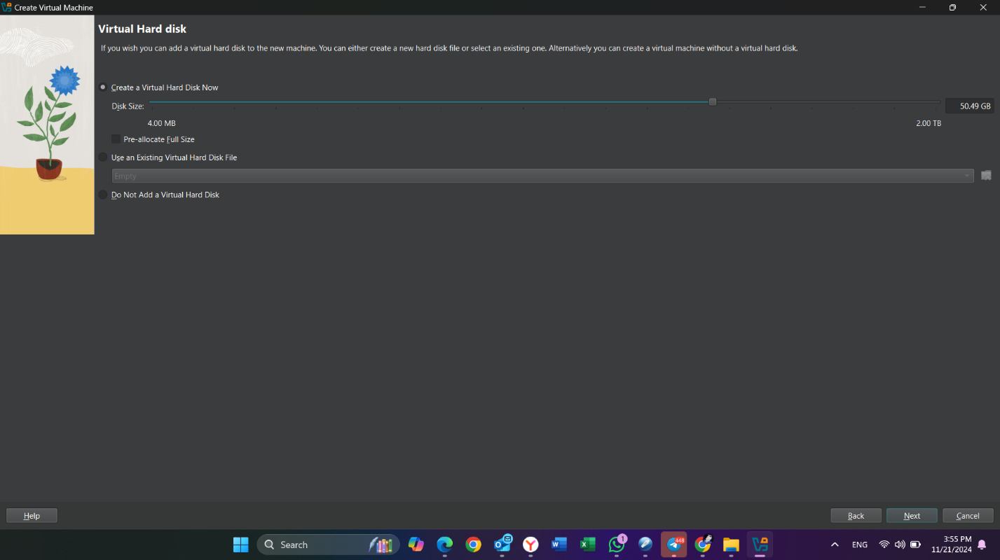 Create Virtual Machine
Virtual Hard disk
If you wish you can add a virtual hard disk to the new machine. You can either create a new hard disk file or select an existing one. Alternatively you can create a virtual machine without a virtual hard disk.
Create a Virtual Hard Disk Now
Disk Size:
50.49 GB
4.00 MB
2.00 TB
Pre-allocate Full Size
Use an Existing Virtual Hard Disk File
Empty
Do Not Add a Virtual Hard Disk
Help
Back
Next
Cancel
Search
1
448
ENG
3:55 PM
11/21/2024